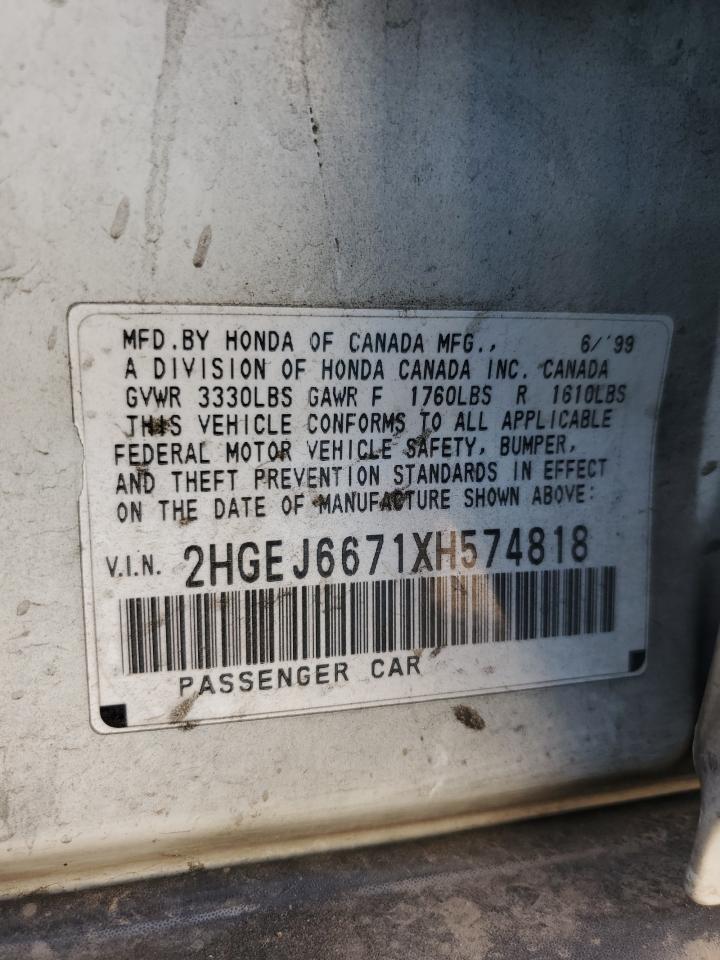 MFD.BY HONDA OF CANADA MFG., 6/'99
A DIVISION OF HONDA CANADA INC. CANADA
GVWR 3330LBS GAWR F 1760LBS R 1610LBS
THIS VEHICLE CONFORMS TO ALL APPLICABLE
FEDERAL MOTOR VEHICLE SAFETY, BUMPER,
AND THEFT PREVENTION STANDARDS IN EFFECT
ON THE DATE OF MANUFACTURE SHOWN ABOVE:
V.I.N. 2HGEJ6671XH574818
PASSENGER CAR